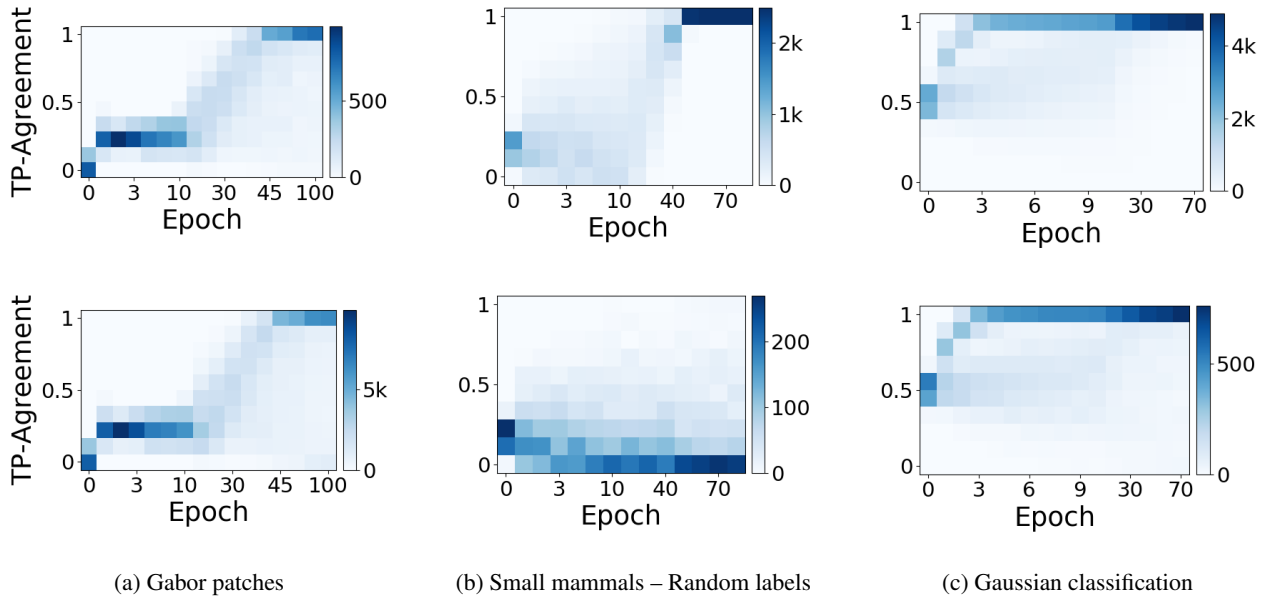 TP-Agreement
1
0.5
0
0 3 10 30 45 100
Epoch
500
0
1
0.5
0
0 3 10 40 70
Epoch
2k
1k
0
1
0.5
0
0 3 6 9 30 70
Epoch
4k
2k
0
TP-Agreement
1
0.5
0
0 3 10 30 45 100
Epoch
5k
0
1
0.5
0
0 3 10 40 70
Epoch
200
100
0
1
0.5
0
0 3 6 9 30 70
Epoch
500
0
(a) Gabor patches
(b) Small mammals – Random labels
(c) Gaussian classification